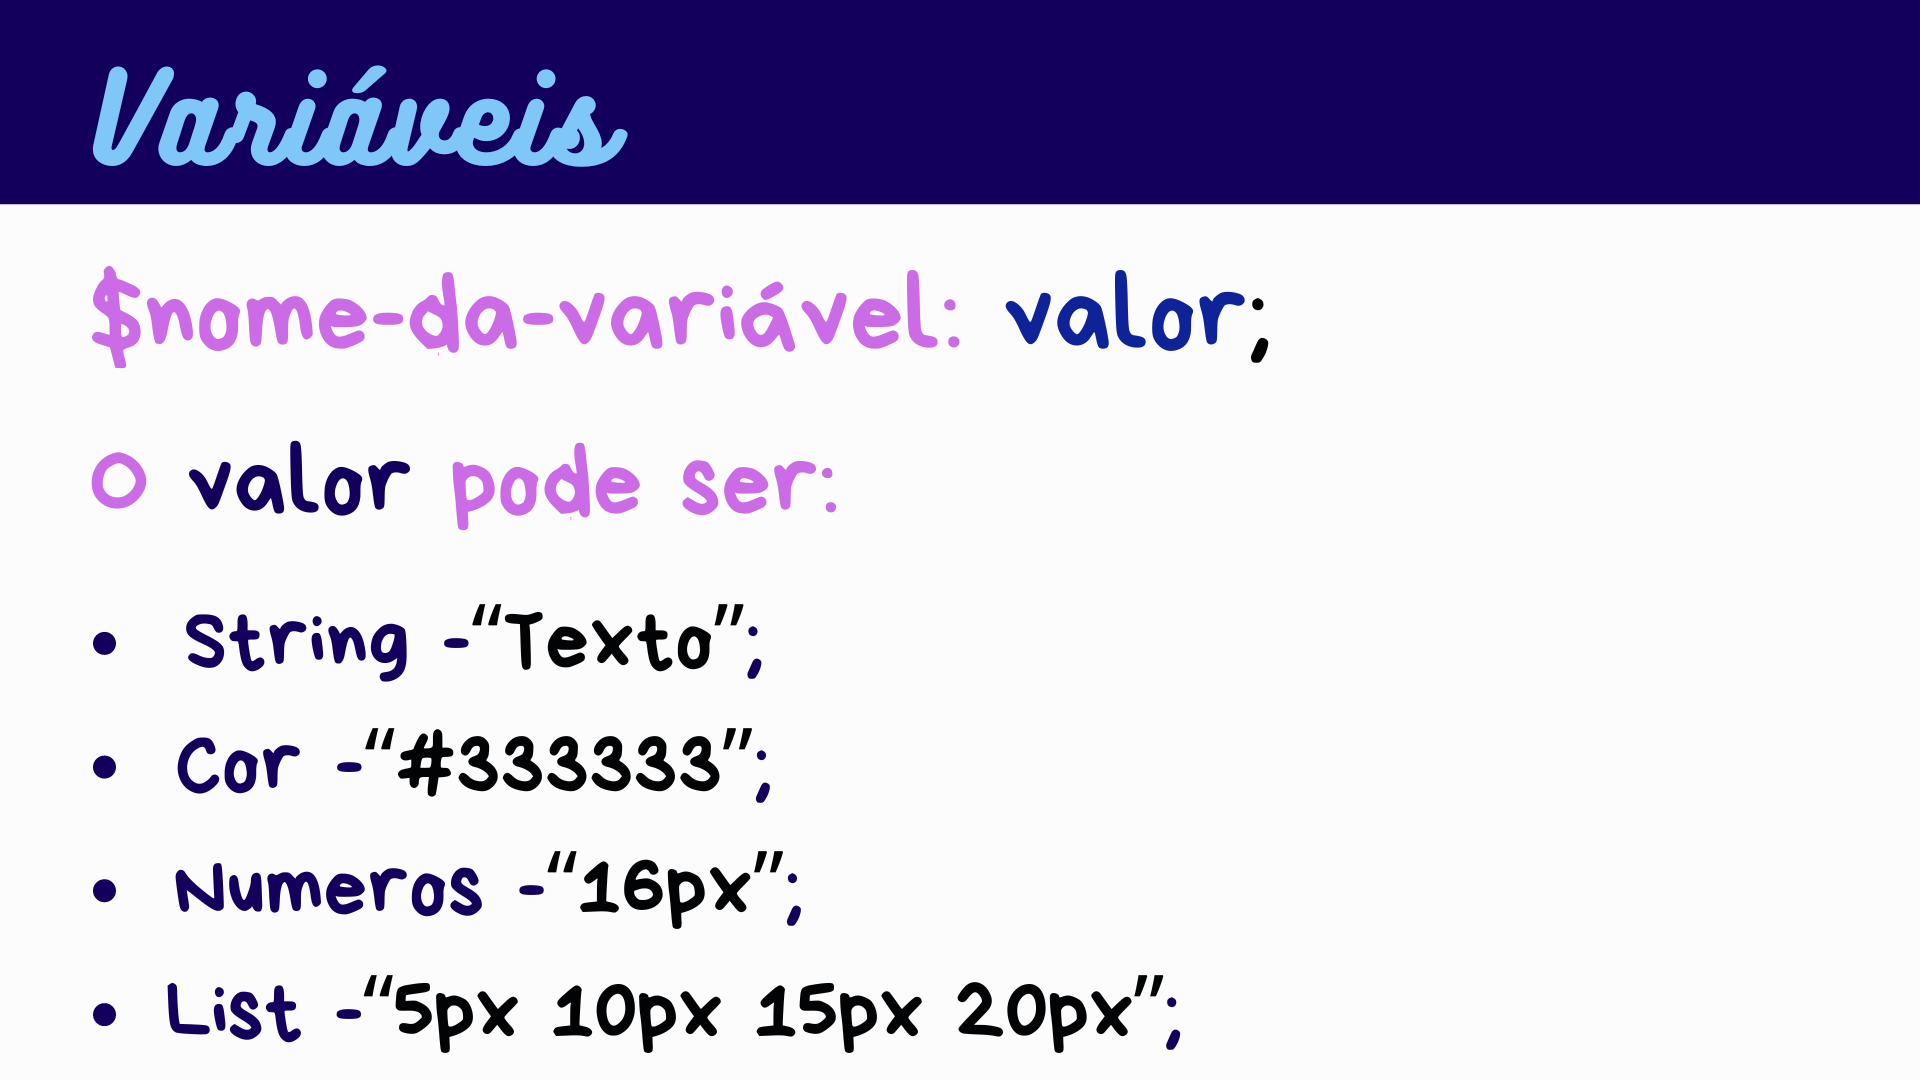 Variáveis
$nome-da-variável: valor;
O valor pode ser:
• String -“Texto”;
• Cor -“#333333”;
• Numeros -“16px”;
• List -“5px 10px 15px 20px”;